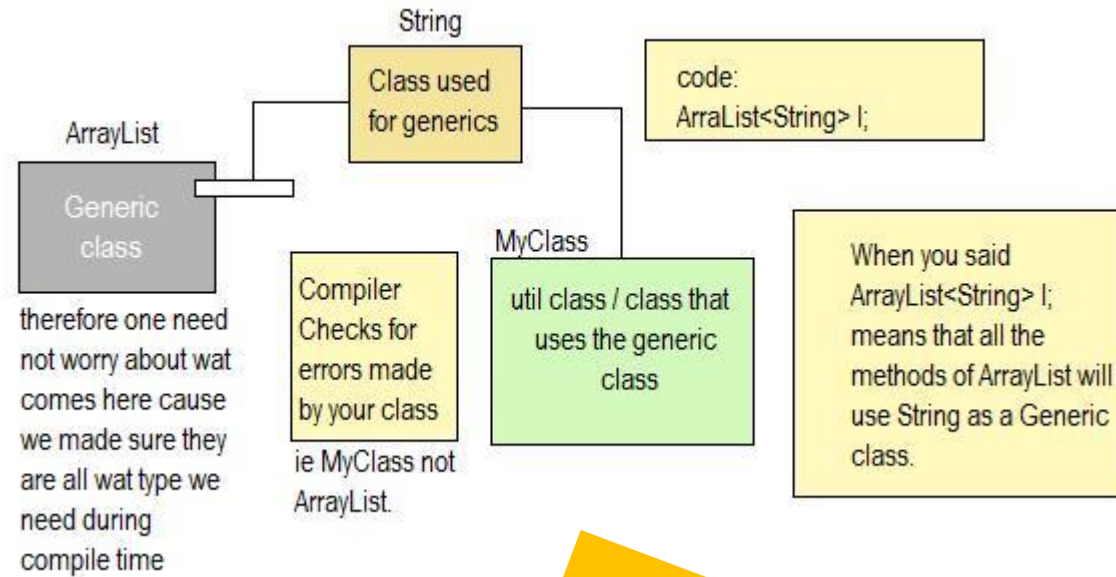 String
Class used
for generics
code:
ArraList<String> l;
ArrayList
Generic
class
therefore one need
not worry about wat
comes here cause
we made sure they
are all wat type we
need during
compile time
Compiler
Checks for
errors made
by your class
ie MyClass not
ArrayList.
MyClass
util class / class that
uses the generic
class
When you said
ArrayList<String> l;
means that all the
methods of ArrayList will
use String as a Generic
class.